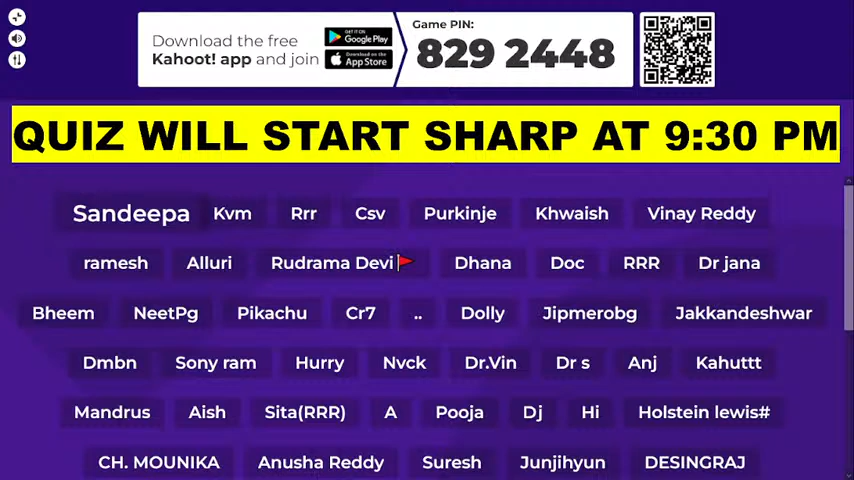 Download the free
Kahoot! app and join
GET IT ON
Google Play
Download on the
App Store
Game PIN:
829 2448
QUIZ WILL START SHARP AT 9:30 PM
Sandeepa Kvm Rrr Csv Purkinje Khwaish Vinay Reddy
ramesh Alluri Rudrama Devi Dhana Doc RRR Dr jana
Bheem NeetPg Pikachu Cr7 .. Dolly Jipmerobg Jakkandeshwar
Dmbn Sony ram Hurry Nvck Dr.Vin Dr s Anj Kahuttt
Mandrus Aish Sita(RRR) A Pooja Dj Hi Holstein lewis#
CH. MOUNIKA Anusha Reddy Suresh Junjihyun DESINGRAJ